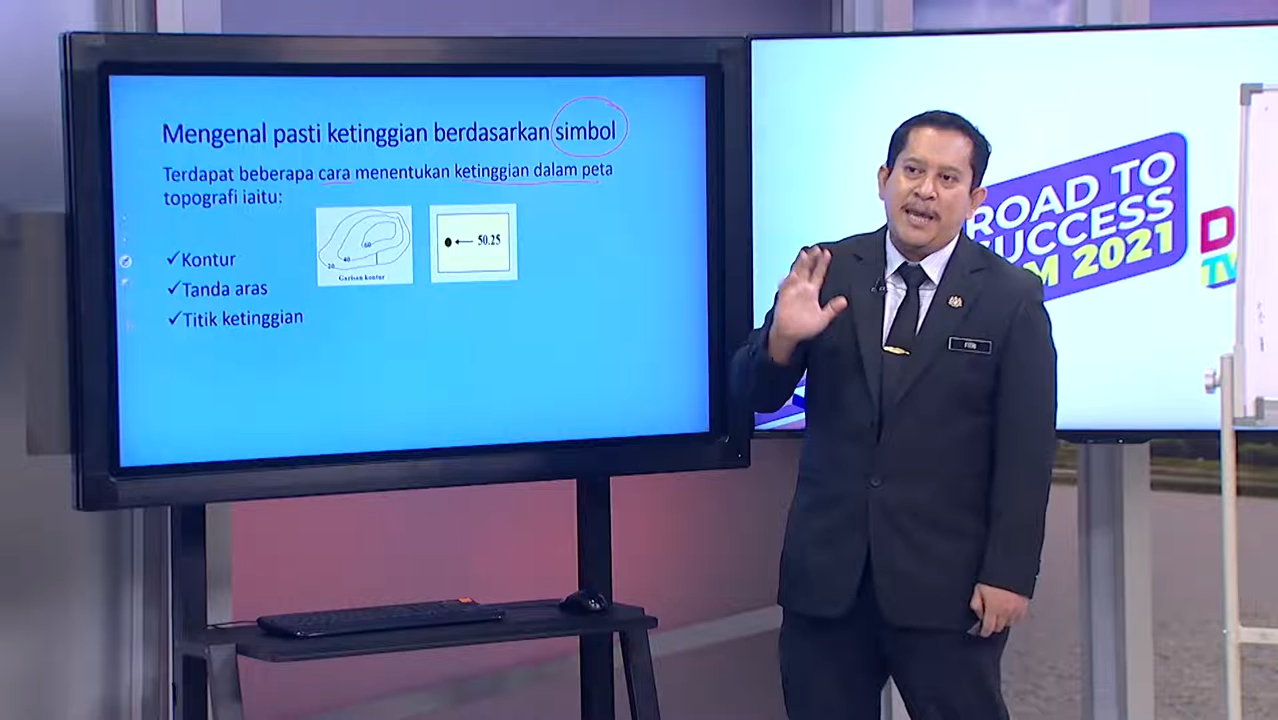 Mengenal pasti ketinggian berdasarkan simbol
Terdapat beberapa cara menentukan ketinggian dalam peta
topografi iaitu:
✓Kontur
✓Tanda aras
✓Titik ketinggian
60
40
20
Garisan kontur
50.25
ROAD TO
SUCCESS
M 2021
D
TV